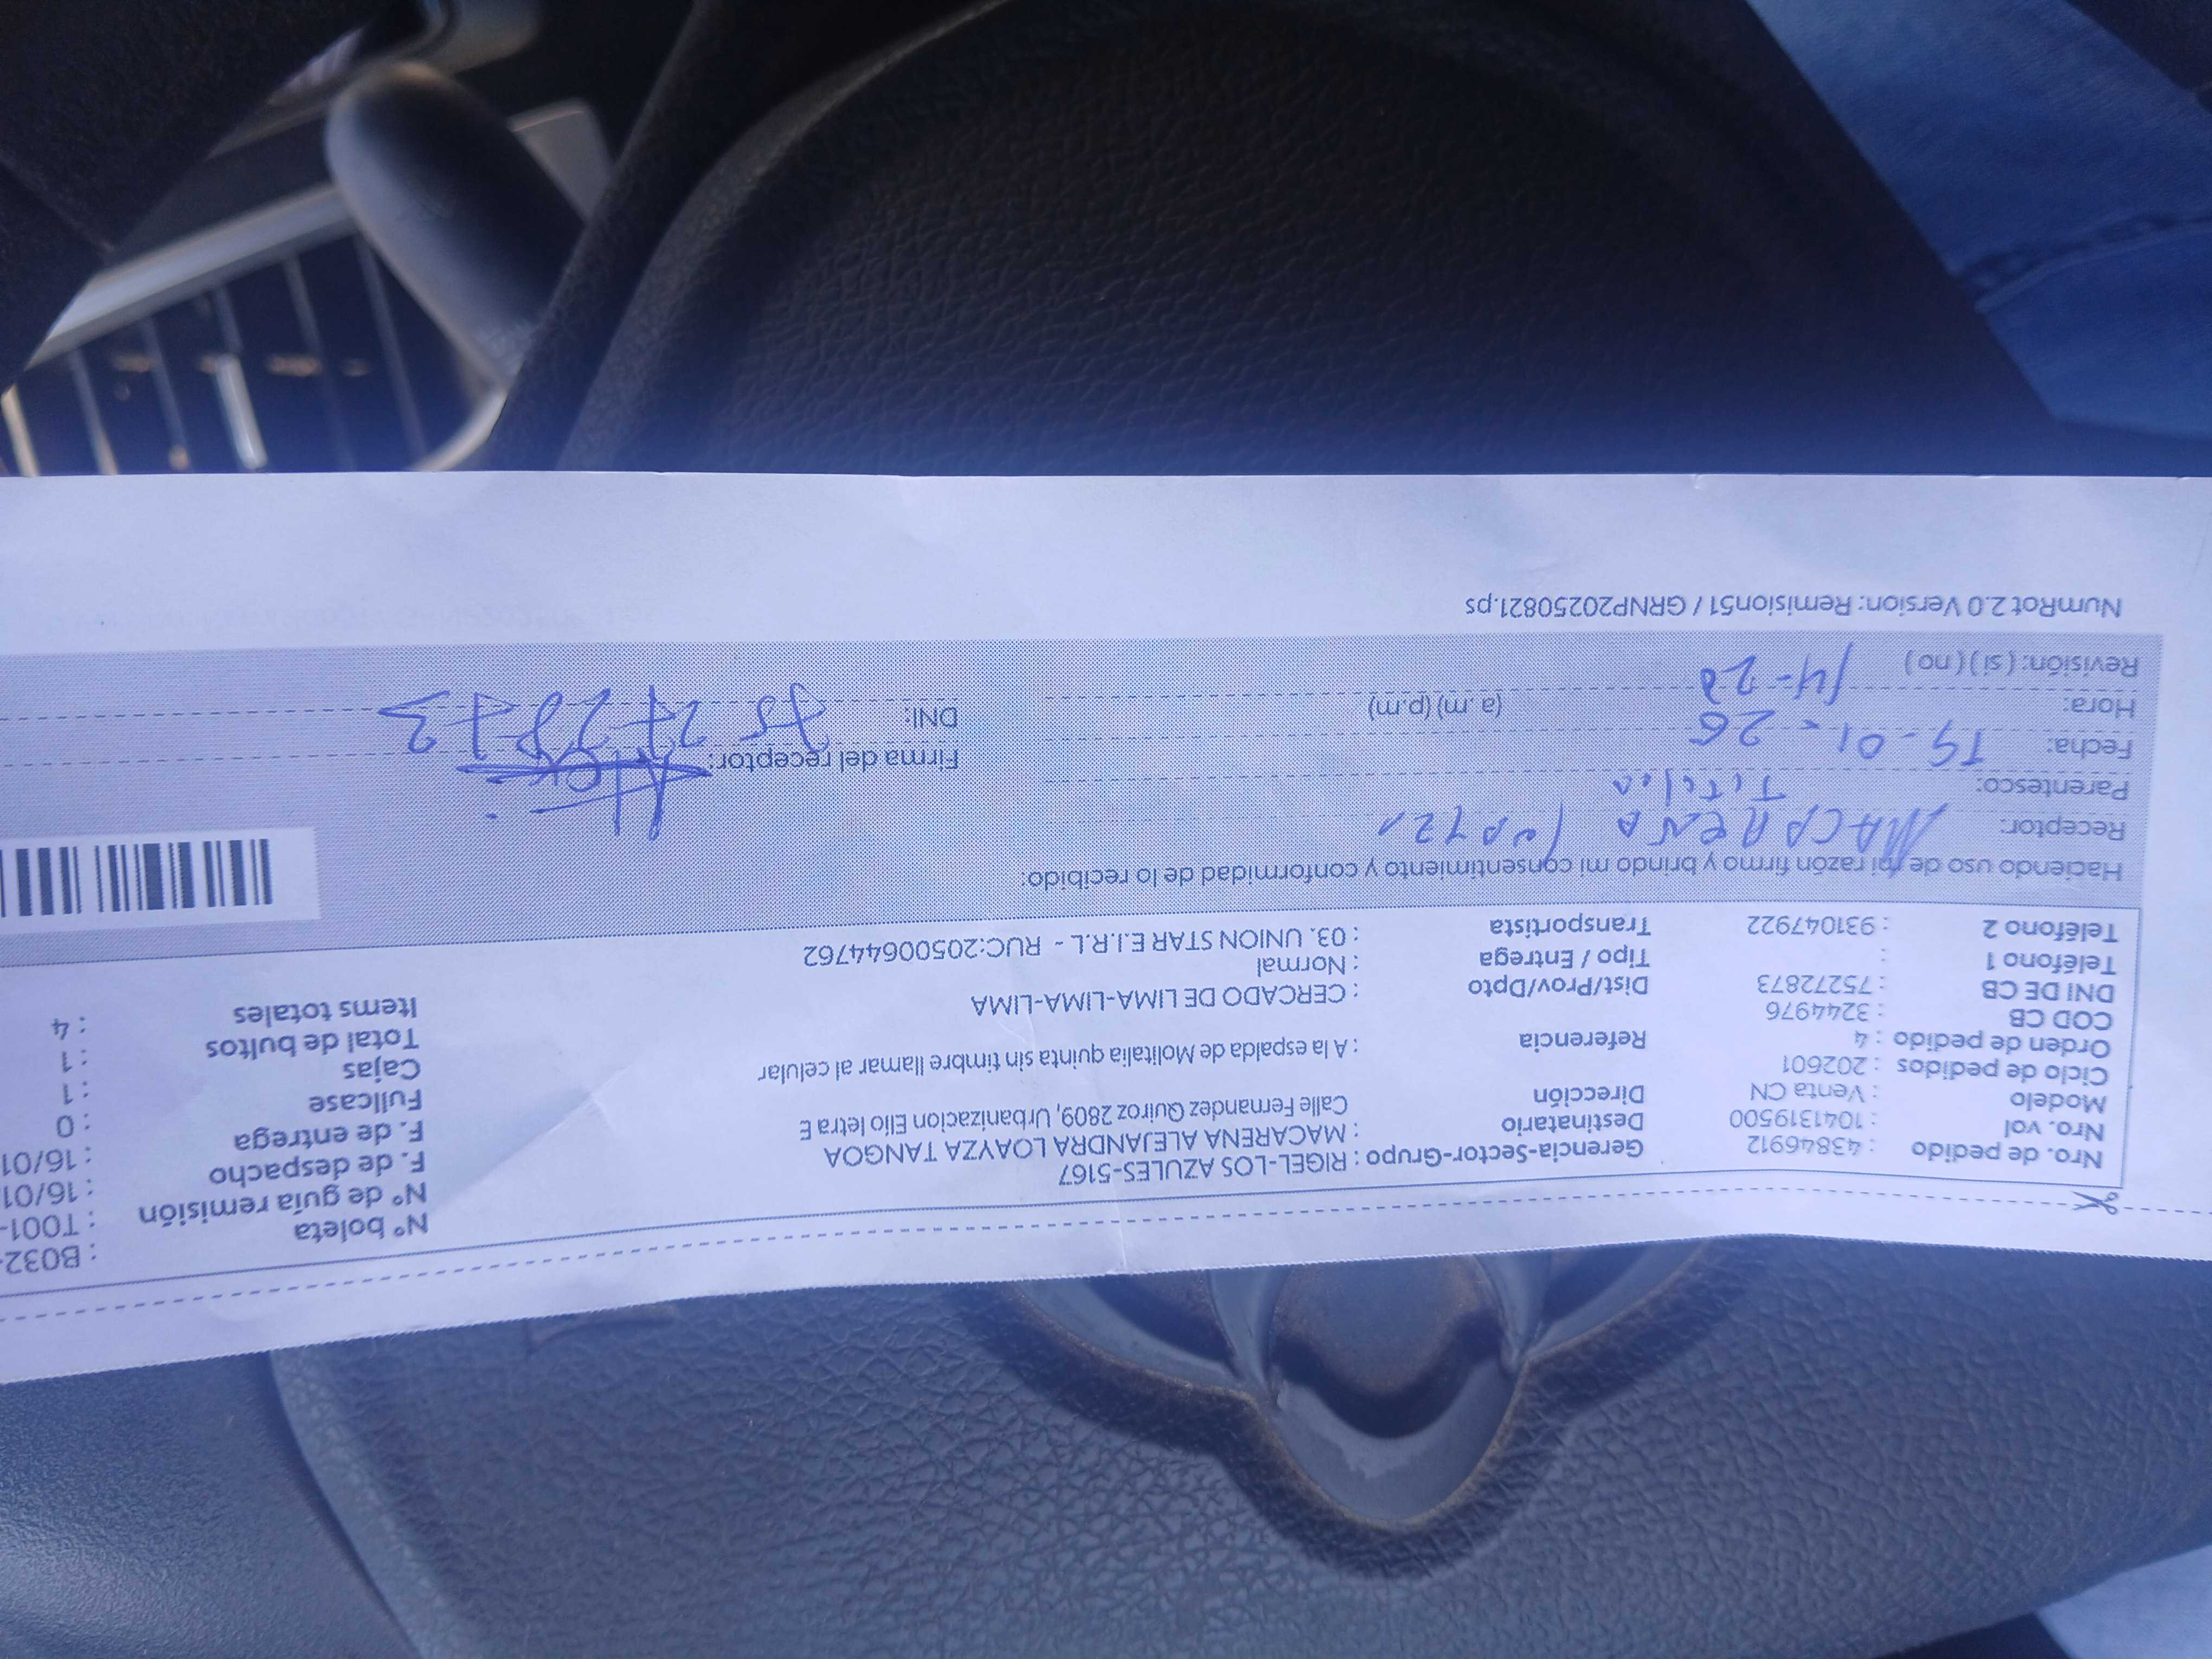 Nº boleta : B032-
Nro. de pedido : 43846912 Gerencia-Sector-Grupo : RIGEL-LOS AZULES-5167 Nº de guía remisión : T001-
Nro. vol : 1041319500 Destinatario : MACARENA ALEJANDRA LOAYZA TANGOA F. de despacho : 16/01
Modelo : Venta CN Dirección Calle Fernandez Quiroz 2809, Urbanizacion Elio letra E F. de entrega : 16/01
Ciclo de pedidos : 202601 Fullcase : 0
Orden de pedido : 4 Referencia : A la espalda de Molitalia quinta sin timbre llamar al celular Cajas : 1
COD CB : 3244976 Total de bultos : 1
DNI DE CB : 75272873 Dist/Prov/Dpto : CERCADO DE LIMA-LIMA-LIMA Items totales : 4
Teléfono 1 : Tipo / Entrega : Normal
Teléfono 2 : 931047922 Transportista : 03. UNION STAR E.I.R.L - RUC:20500644762
Haciendo uso de mi razón firmo y brindo mi consentimiento y conformidad de lo recibido:
Receptor: MACARENA Loayza
Parentesco: Titular
Fecha: 15-01-26 Firma del receptor:
Hora: 14-28 (a.m) (p.m) DNI: 75272873
Revisión: ( si ) ( no )
NumRot 2.0 Version: Remision51 / GRNP20250821.ps